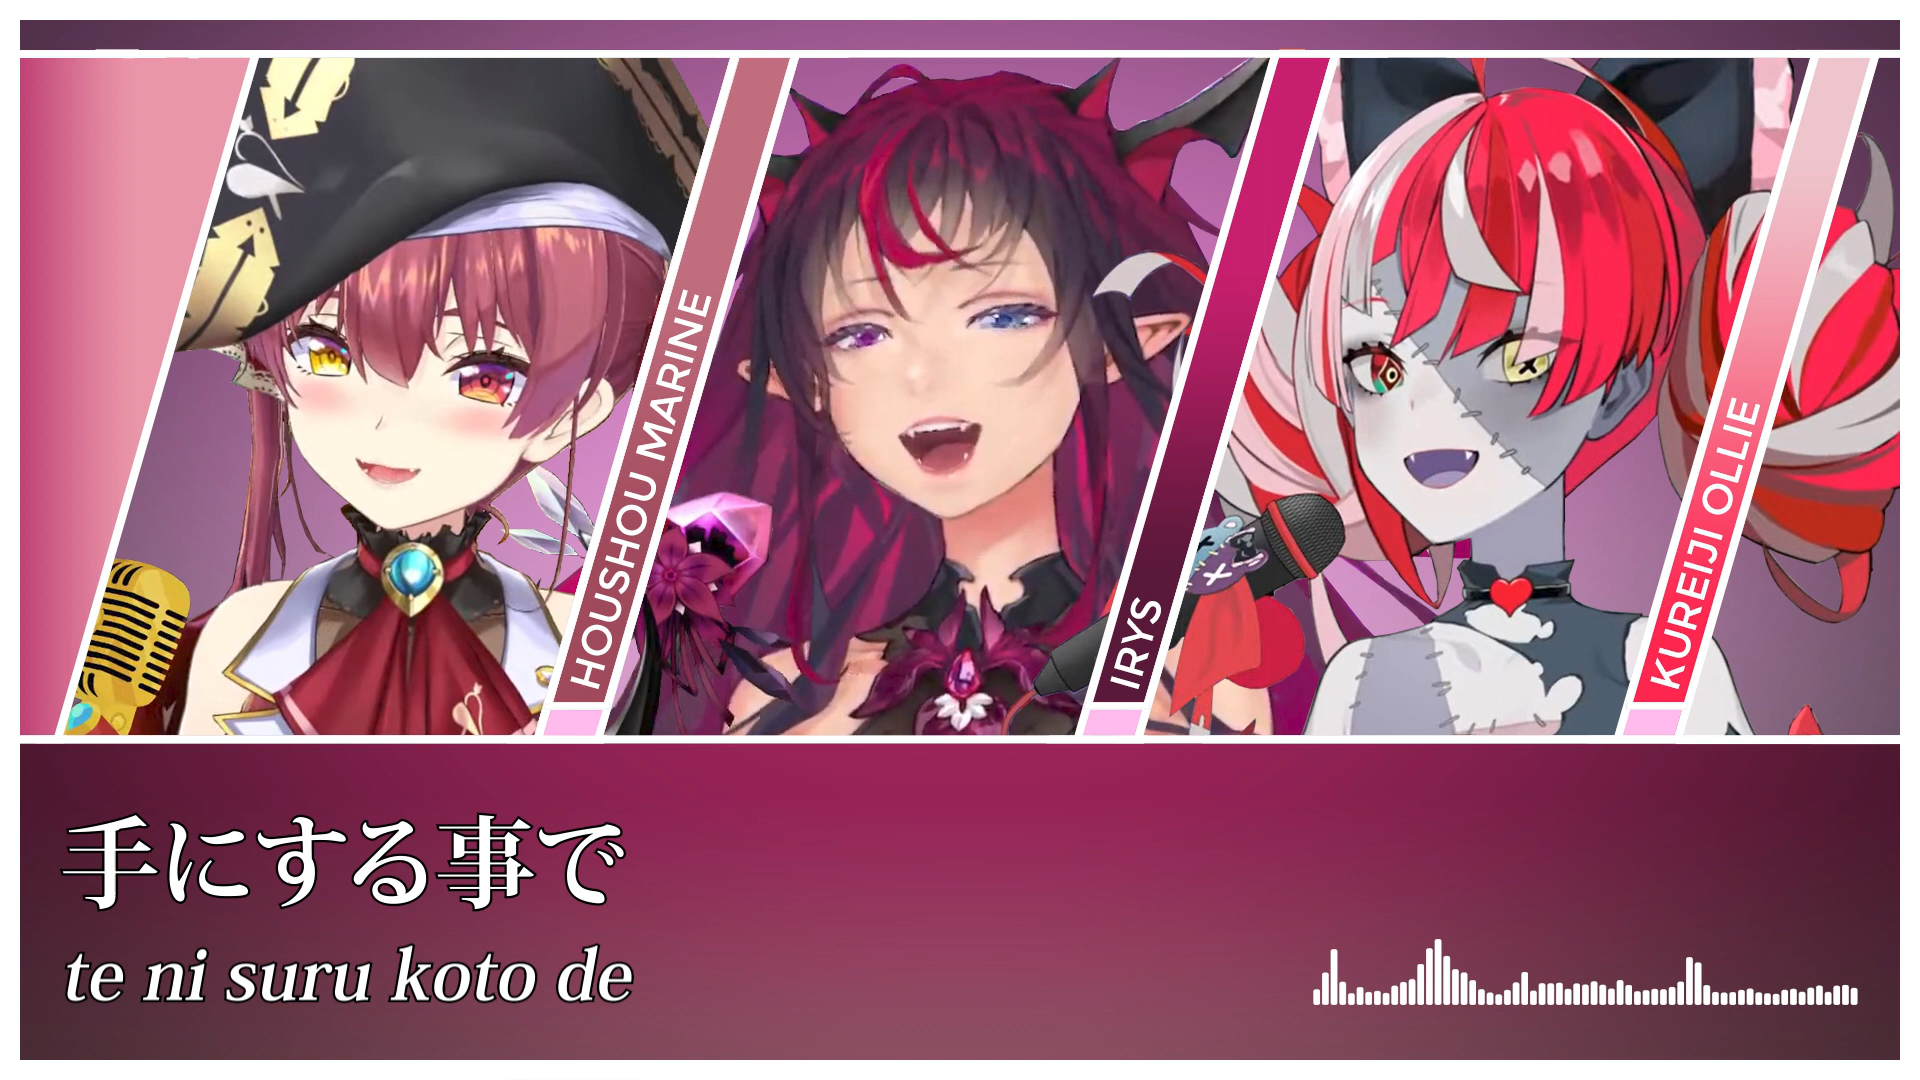 HOUSHOU MARINE
IRYS
KUREIJI OLLIE
手にする事で
te ni suru koto de